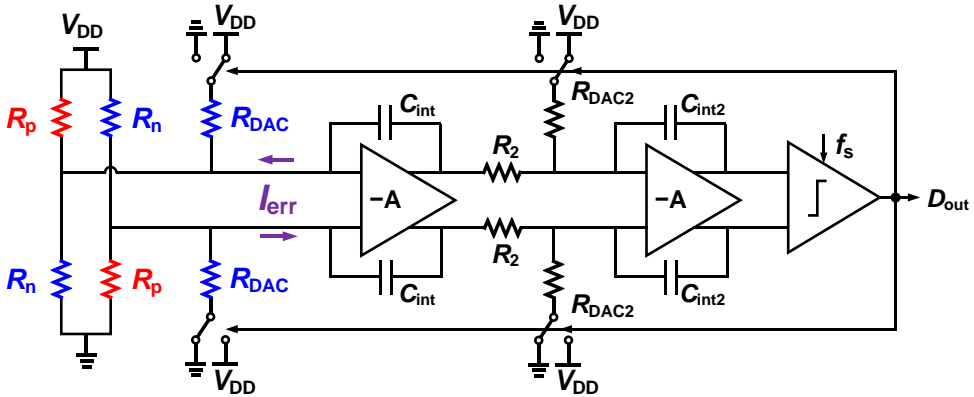 VDD
VDD
VDD
Rp
Rn
RDAC
Cint
RDAC2
Cint2
R2
fs
Ierr
−A
−A
Dout
Rn
Rp
RDAC
Cint
R2
RDAC2
Cint2
VDD
VDD